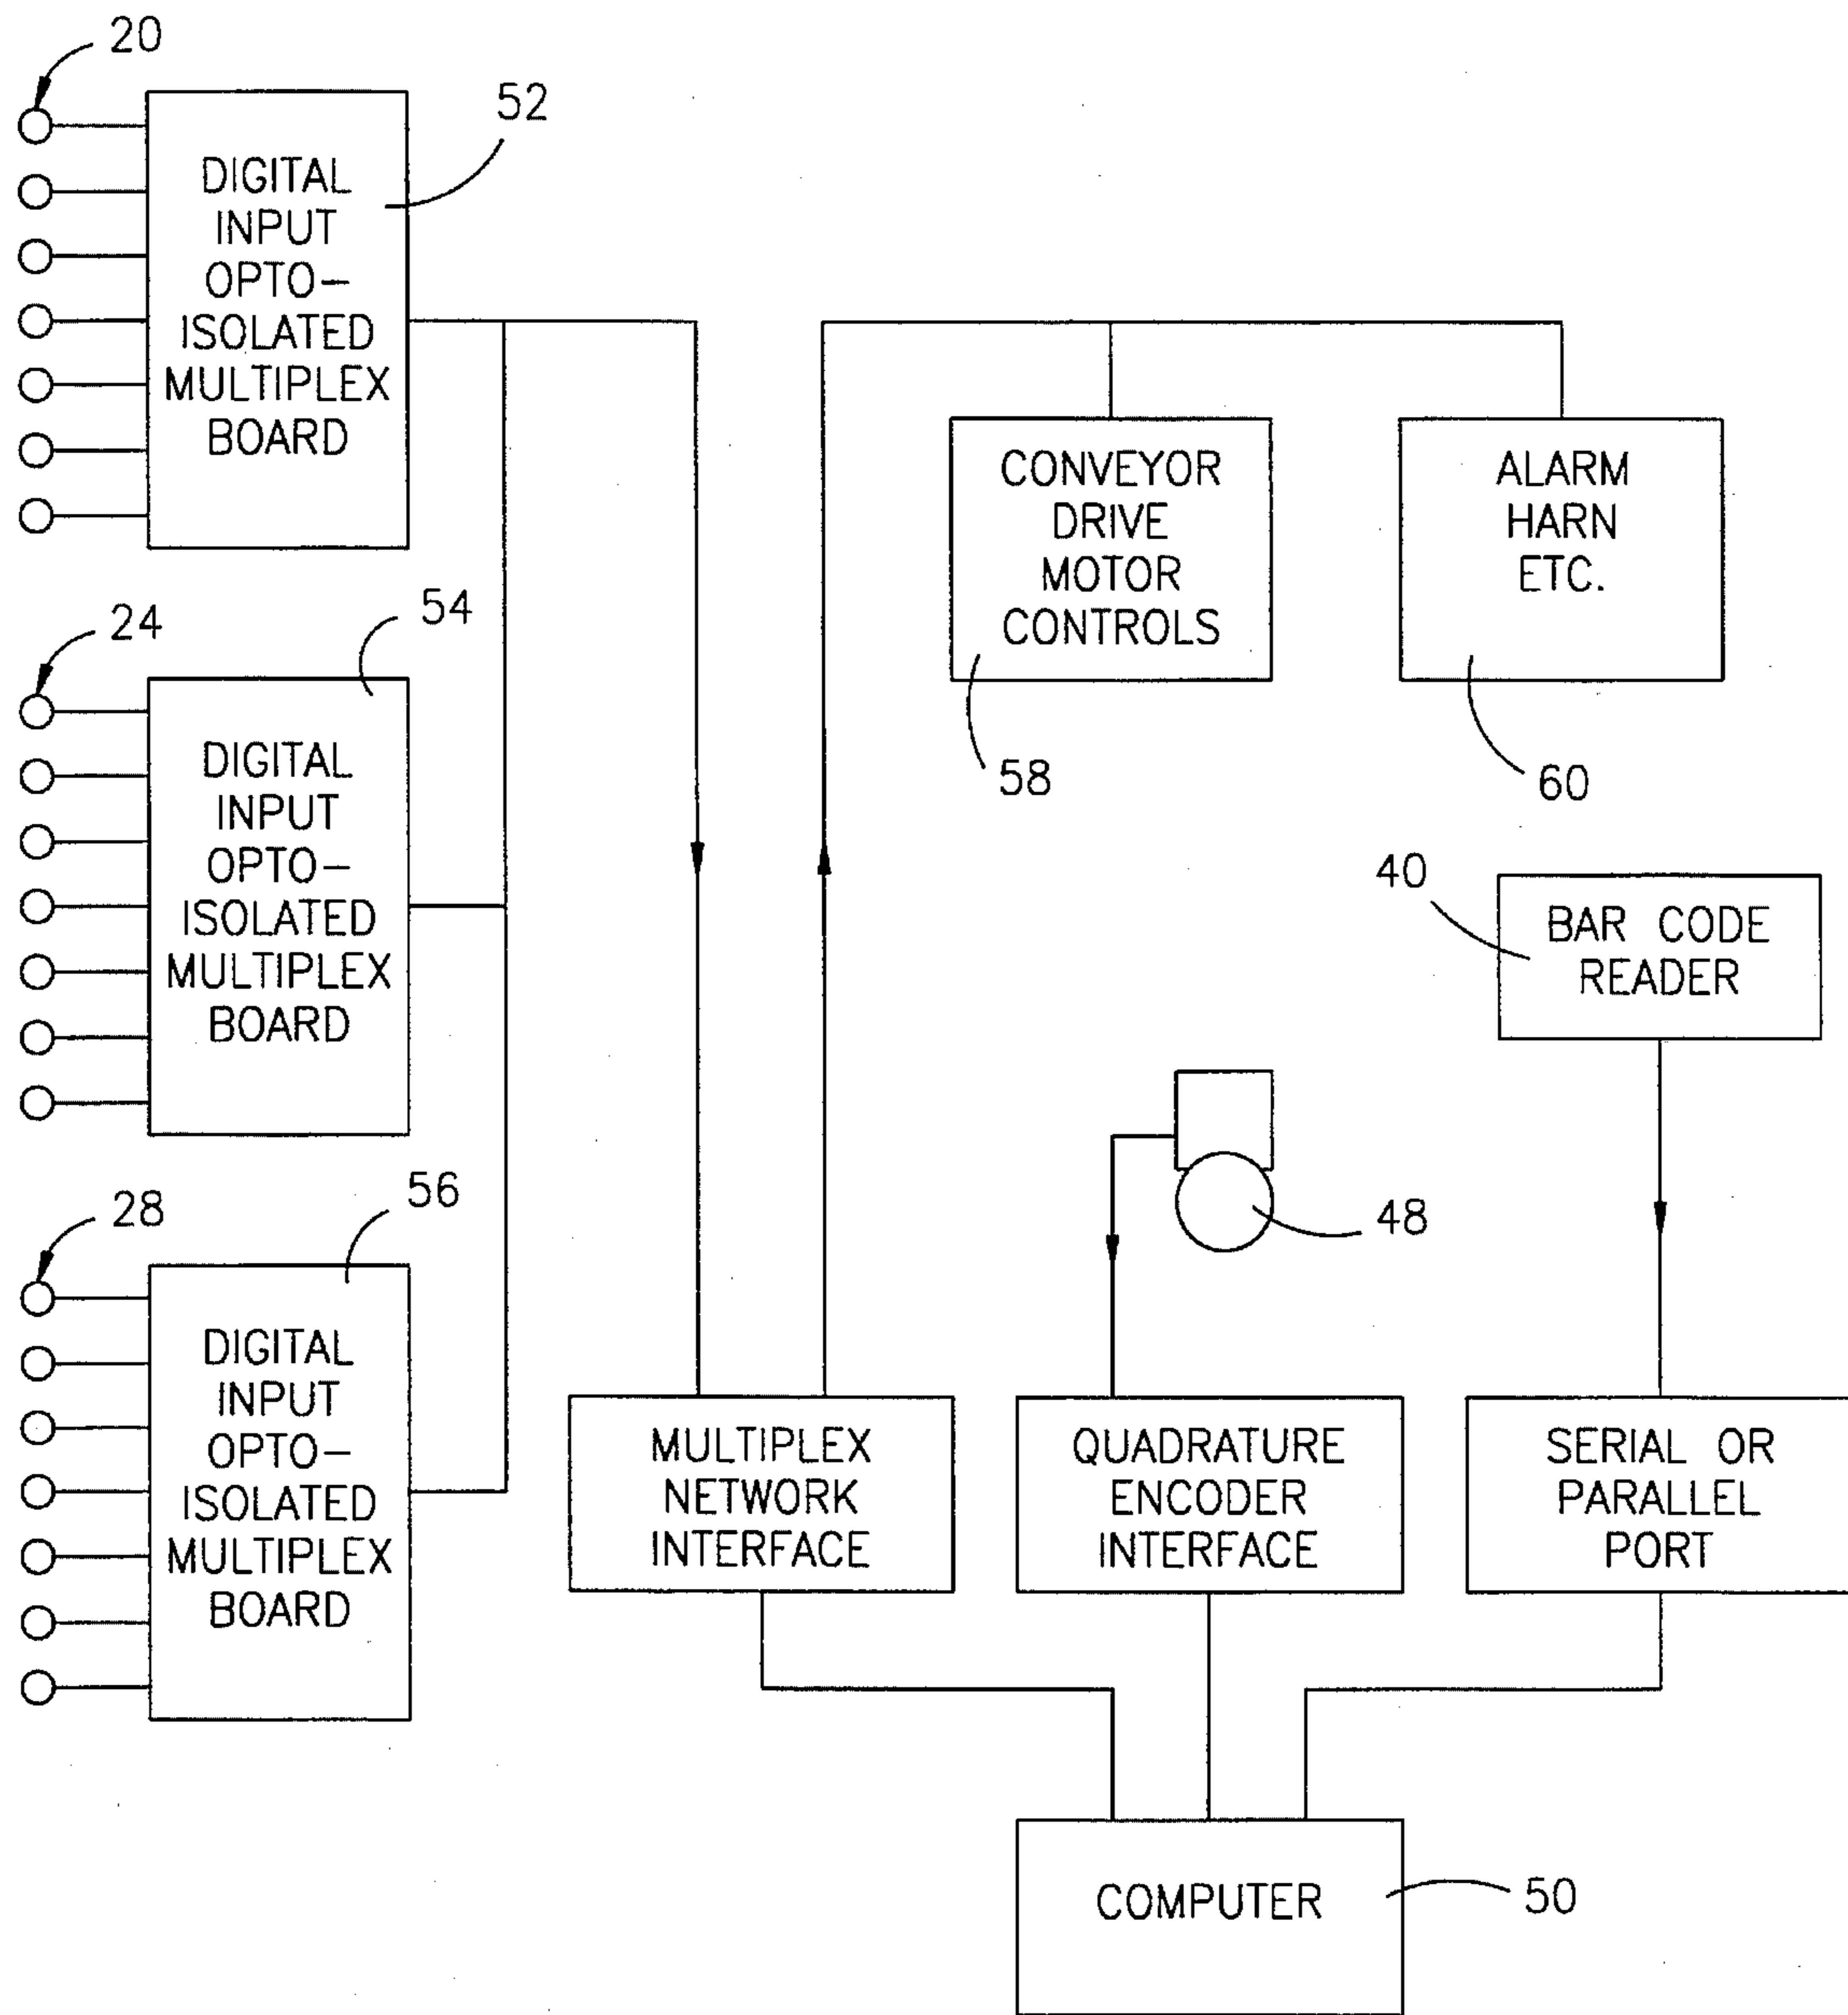 20
52
DIGITAL
INPUT
OPTO-
ISOLATED
MULTIPLEX
BOARD
24
54
DIGITAL
INPUT
OPTO-
ISOLATED
MULTIPLEX
BOARD
28
56
DIGITAL
INPUT
OPTO-
ISOLATED
MULTIPLEX
BOARD
CONVEYOR
DRIVE
MOTOR
CONTROLS
58
ALARM
HARN
ETC.
60
40
BAR CODE
READER
48
MULTIPLEX
NETWORK
INTERFACE
QUADRATURE
ENCODER
INTERFACE
SERIAL OR
PARALLEL
PORT
COMPUTER
50